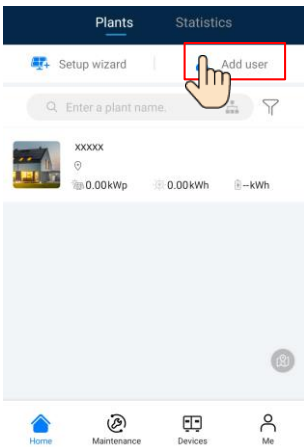 Plants Statistics
Setup wizard Add user
Enter a plant name.
xxxxx
0.00kWp 0.00kWh --kWh
Home Maintenance Devices Me